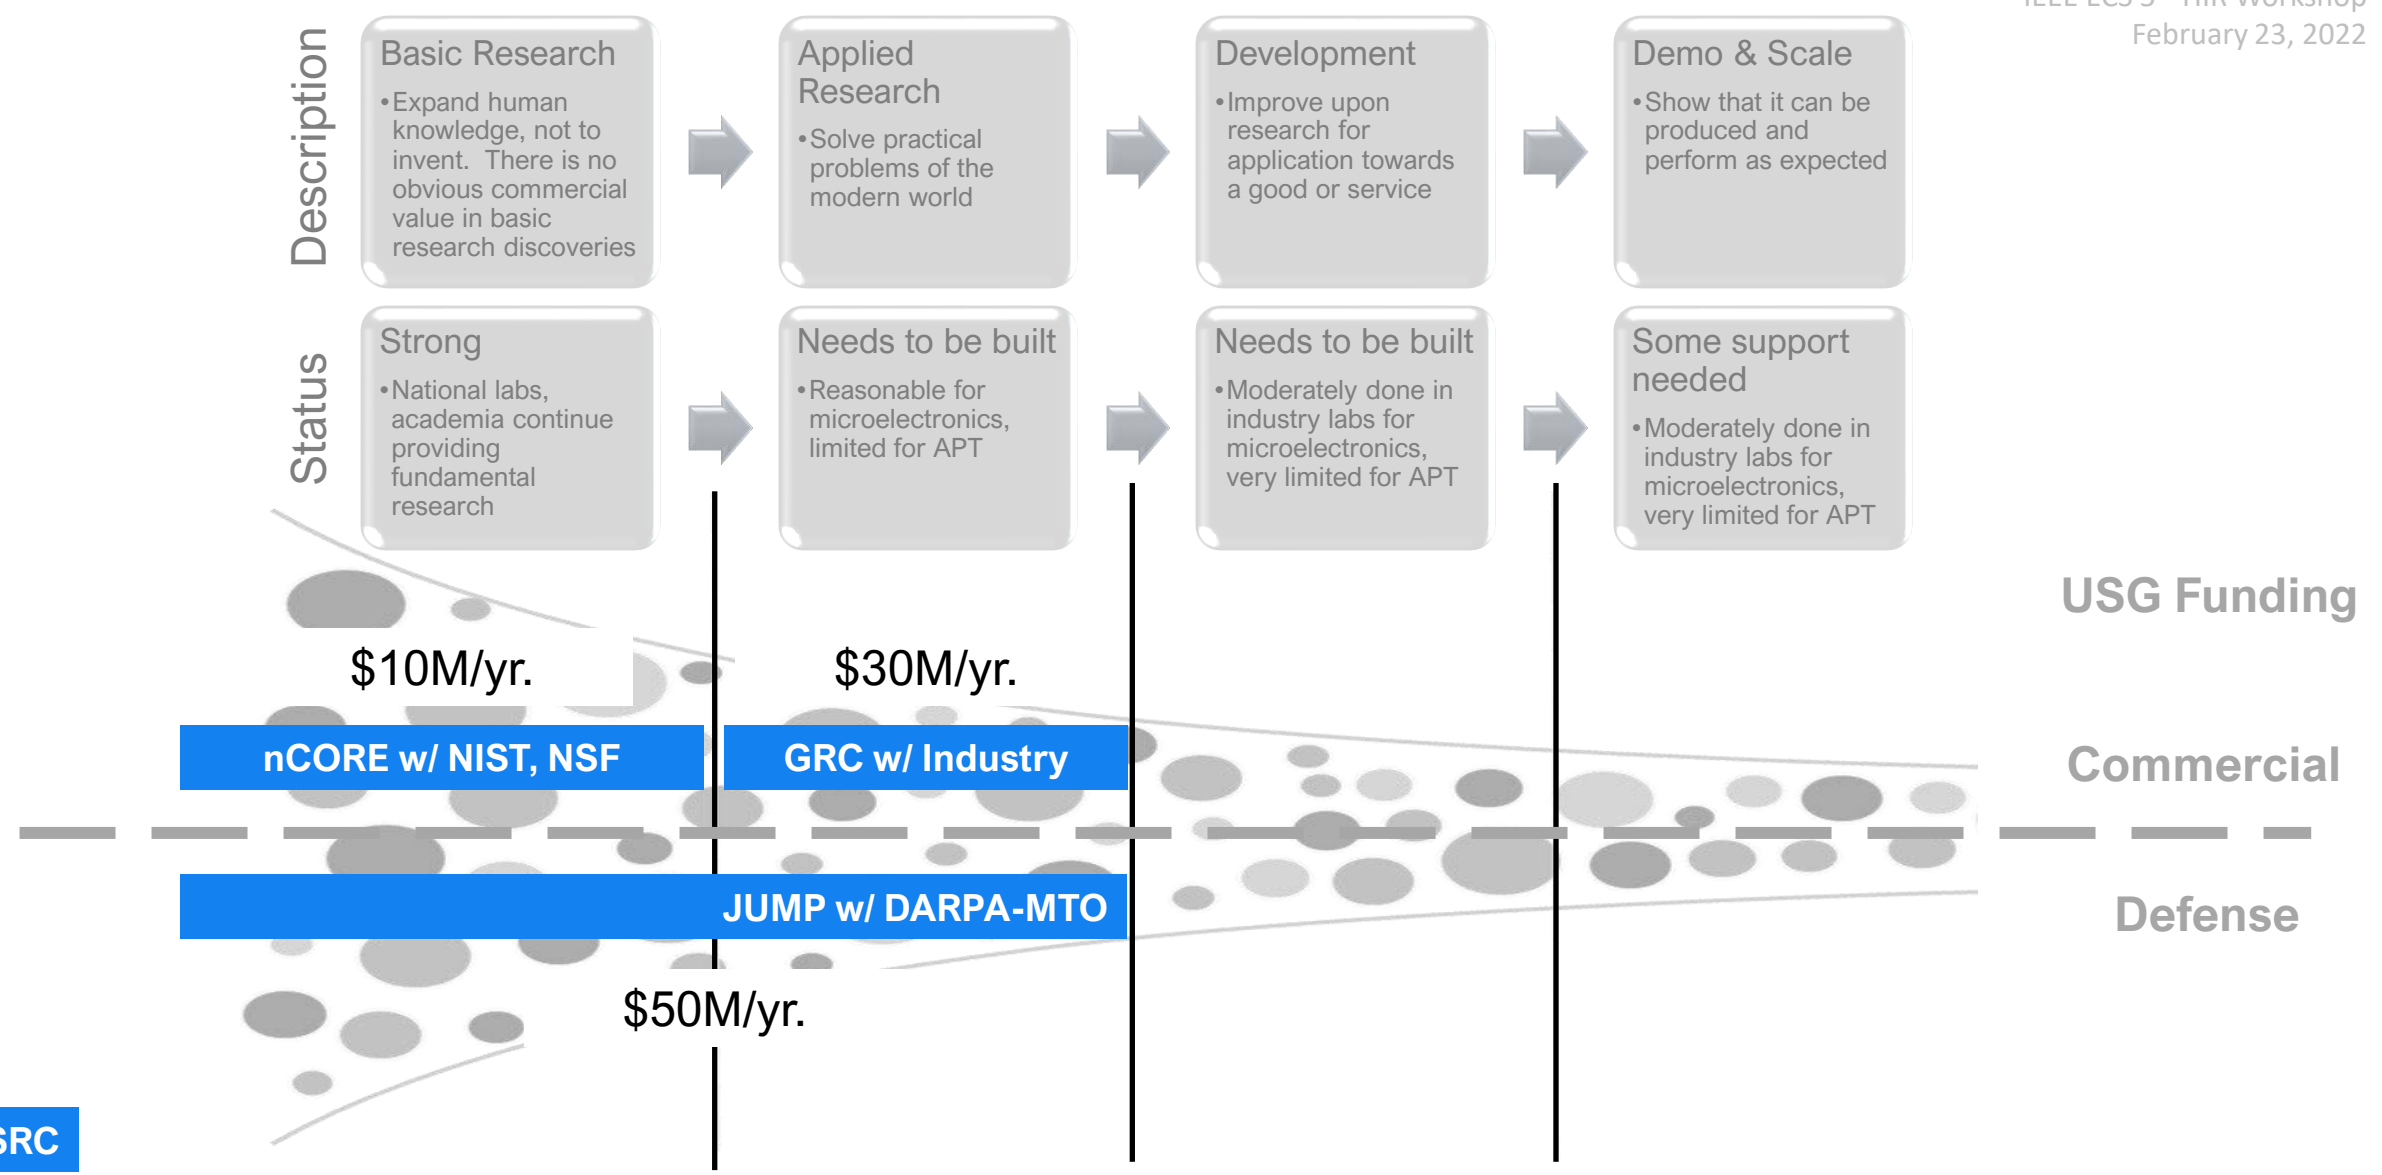 February 23, 2022
Description
Basic Research
•Expand human
knowledge, not to
invent.  There is no
obvious commercial
value in basic
research discoveries
Applied
Research
•Solve practical
problems of the
modern world
Development
•Improve upon
research for
application towards
a good or service
Demo & Scale
•Show that it can be
produced and
perform as expected
Status
Strong
•National labs,
academia continue
providing
fundamental
research
Needs to be built
•Reasonable for
microelectronics,
limited for APT
Needs to be built
•Moderately done in
industry labs for
microelectronics,
very limited for APT
Some support
needed
•Moderately done in
industry labs for
microelectronics,
very limited for APT
USG Funding
$10M/yr.
$30M/yr.
nCORE w/ NIST, NSF
GRC w/ Industry
Commercial
JUMP w/ DARPA-MTO
Defense
$50M/yr.
SRC